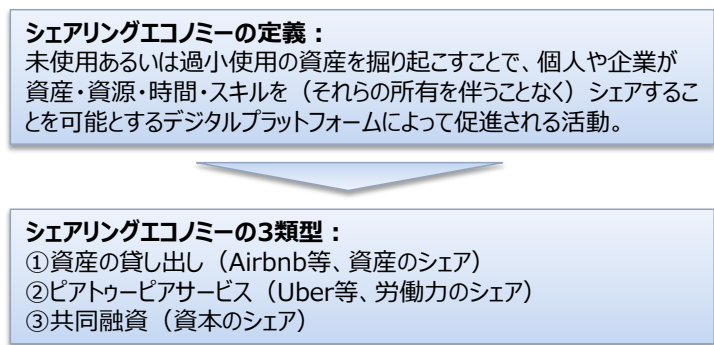 シェアリングエコノミーの定義：
未使用あるいは過小使用の資産を掘り起こすことで、個人や企業が
資産・資源・時間・スキルを（それらの所有を伴うことなく）シェアするこ
とを可能とするデジタルプラットフォームによって促進される活動。
シェアリングエコノミーの3類型：
①資産の貸し出し（Airbnb等、資産のシェア）
②ピアトゥーピアサービス（Uber等、労働力のシェア）
③共同融資（資本のシェア）